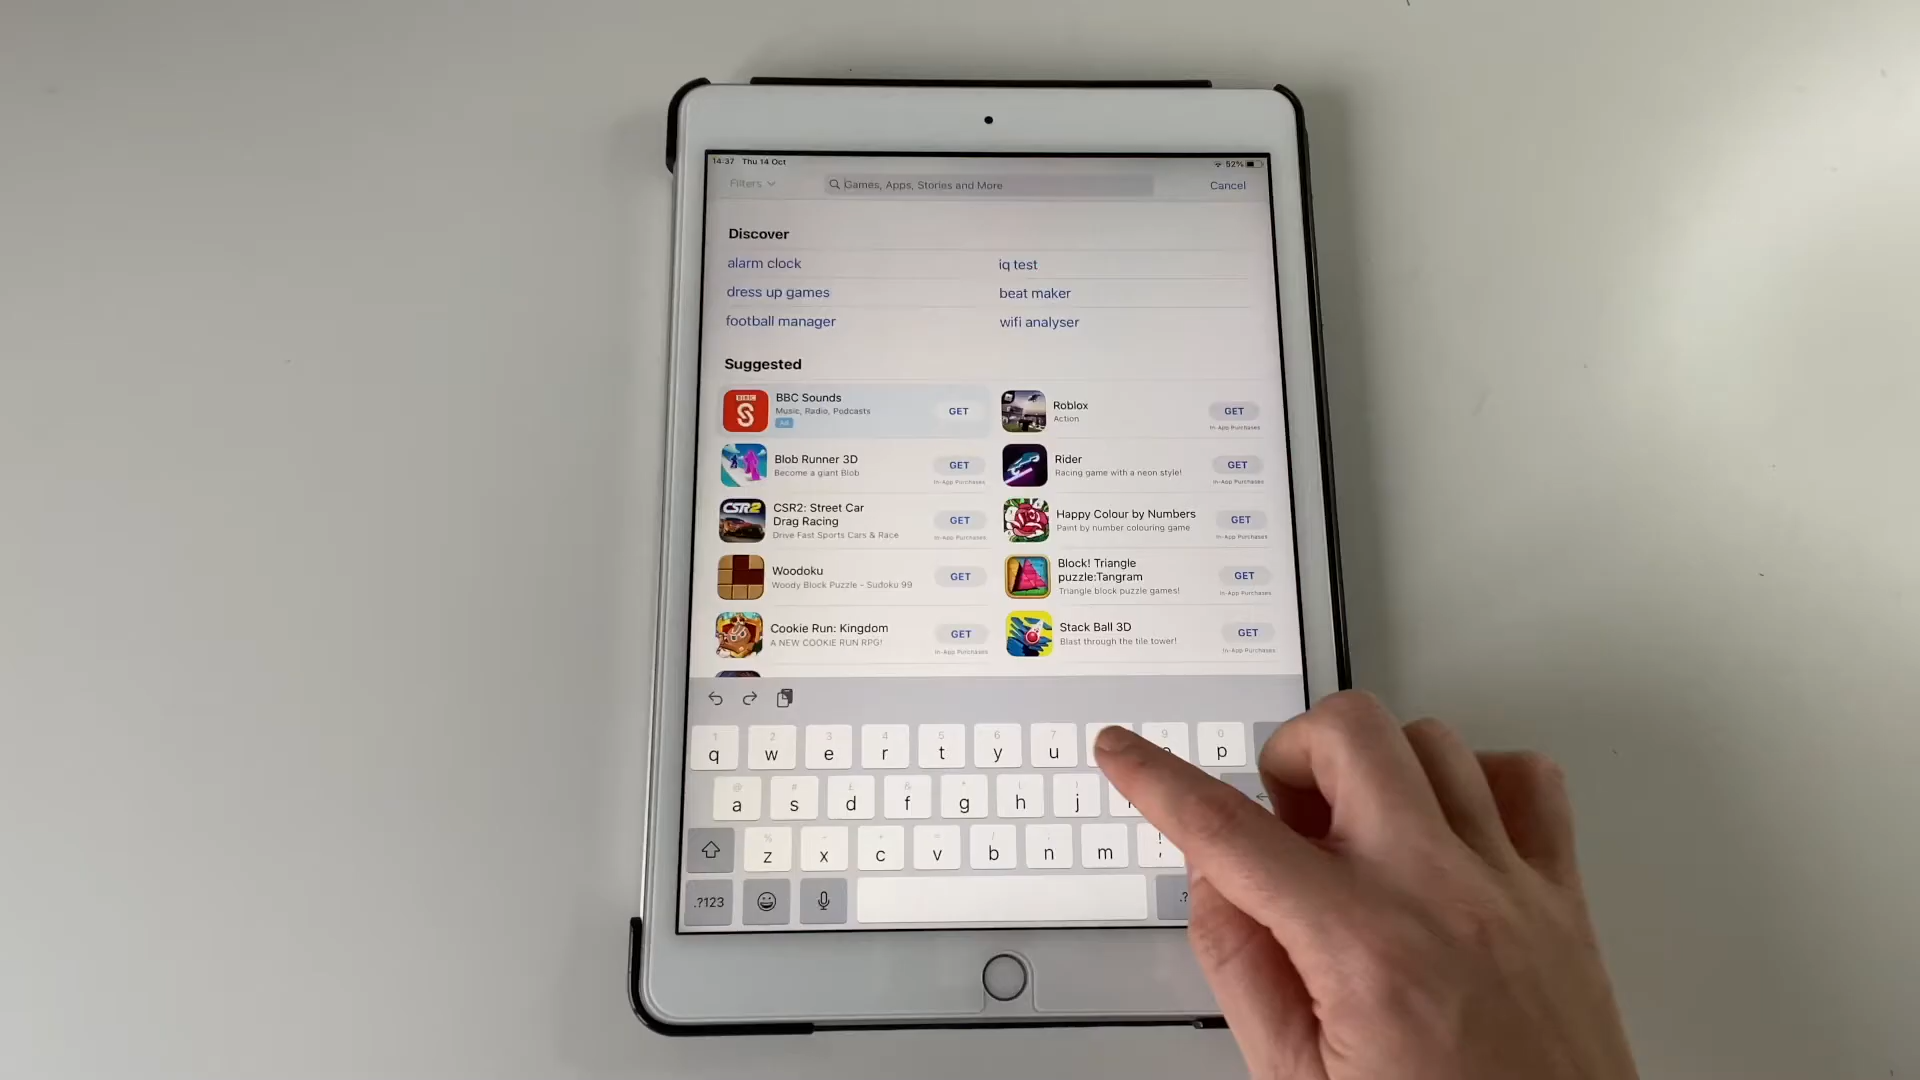 14:37 Thu 14 Oct 52%
Filters Games, Apps, Stories and More Cancel
Discover
alarm clock iq test
dress up games beat maker
football manager wifi analyser
Suggested
BBC Sounds
Music, Radio, Podcasts
Ad
GET
Roblox
Action
GET
In-App Purchases
Blob Runner 3D
Become a giant Blob
GET
In-App Purchases
Rider
Racing game with a neon style!
GET
In-App Purchases
CSR2
CSR2: Street Car
Drag Racing
Drive Fast Sports Cars & Race
GET
In-App Purchases
Happy Colour by Numbers
Paint by number colouring game
GET
In-App Purchases
Woodoku
Woody Block Puzzle - Sudoku 99
GET
Block! Triangle
puzzle:Tangram
Triangle block puzzle games!
GET
In-App Purchases
Cookie Run: Kingdom
A NEW COOKIE RUN RPG!
GET
In-App Purchases
Stack Ball 3D
Blast through the tile tower!
GET
In-App Purchases
1 2 3 4 5 6 7 9 0
q w e r t y u p
@ # £ &
a s d f g h j
% - + = / ; !
z x c v b n m ,
.?123